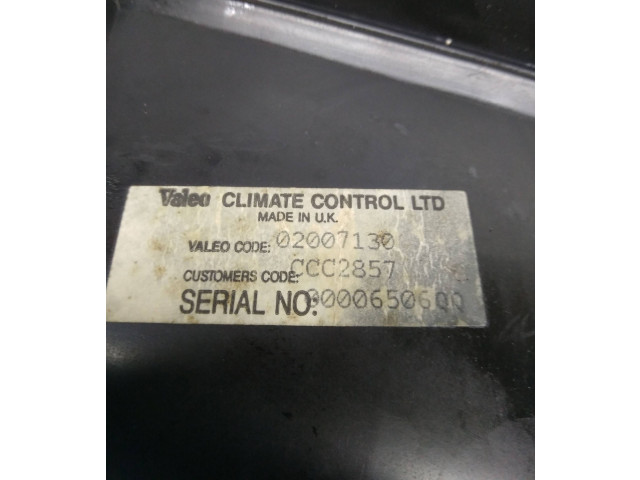 Valeo CLIMATE CONTROL LTD
MADE IN U.K.
VALEO CODE: 02007130
CUSTOMERS CODE: CCC2857
SERIAL NO: 0000650600